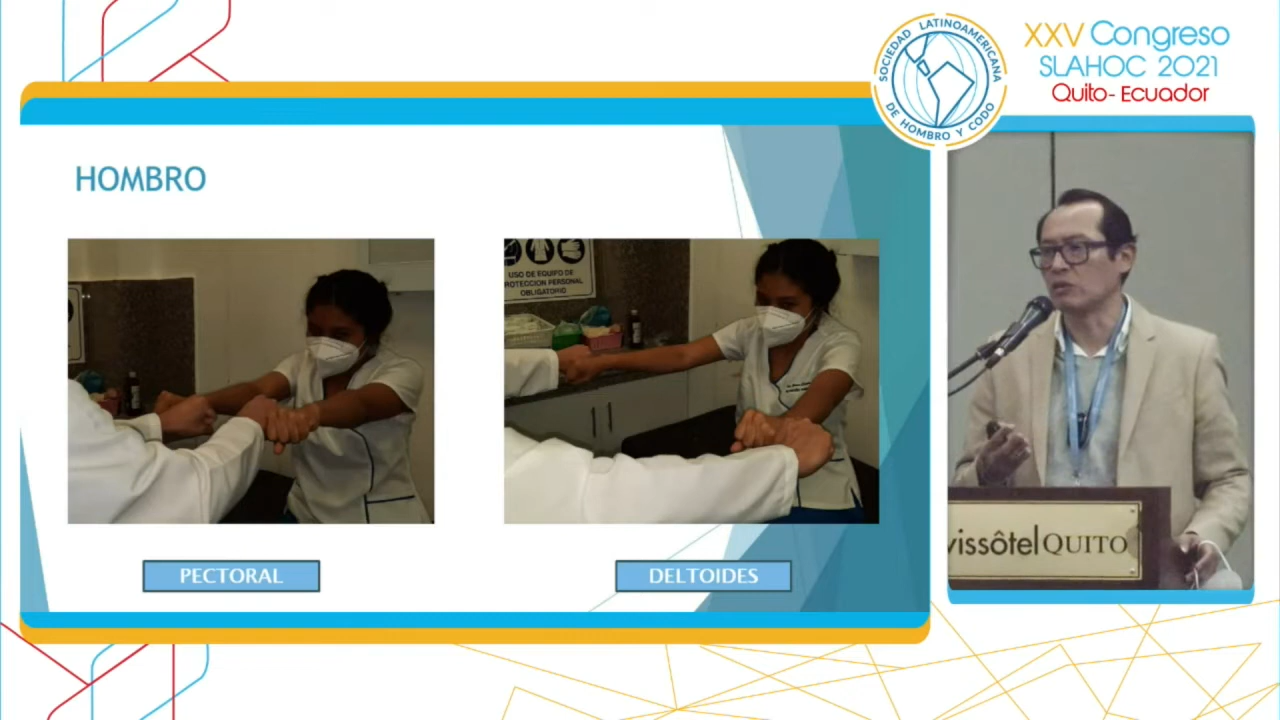 SOCIEDAD LATINOAMERICANA
DE HOMBRO Y CODO
XXV Congreso
SLAHOC 2021
Quito- Ecuador
HOMBRO
USO DE EQUIPO DE
PROTECCION PERSONAL
OBLIGATORIO
PECTORAL
DELTOIDES
vissôtel QUITO